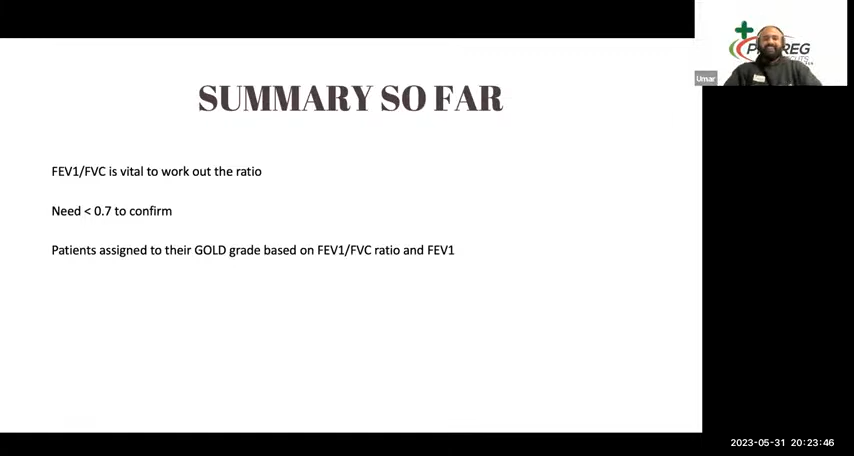 SUMMARY SO FAR
FEV1/FVC is vital to work out the ratio
Need < 0.7 to confirm
Patients assigned to their GOLD grade based on FEV1/FVC ratio and FEV1
Umar
REG
2023-05-31 20:23:46